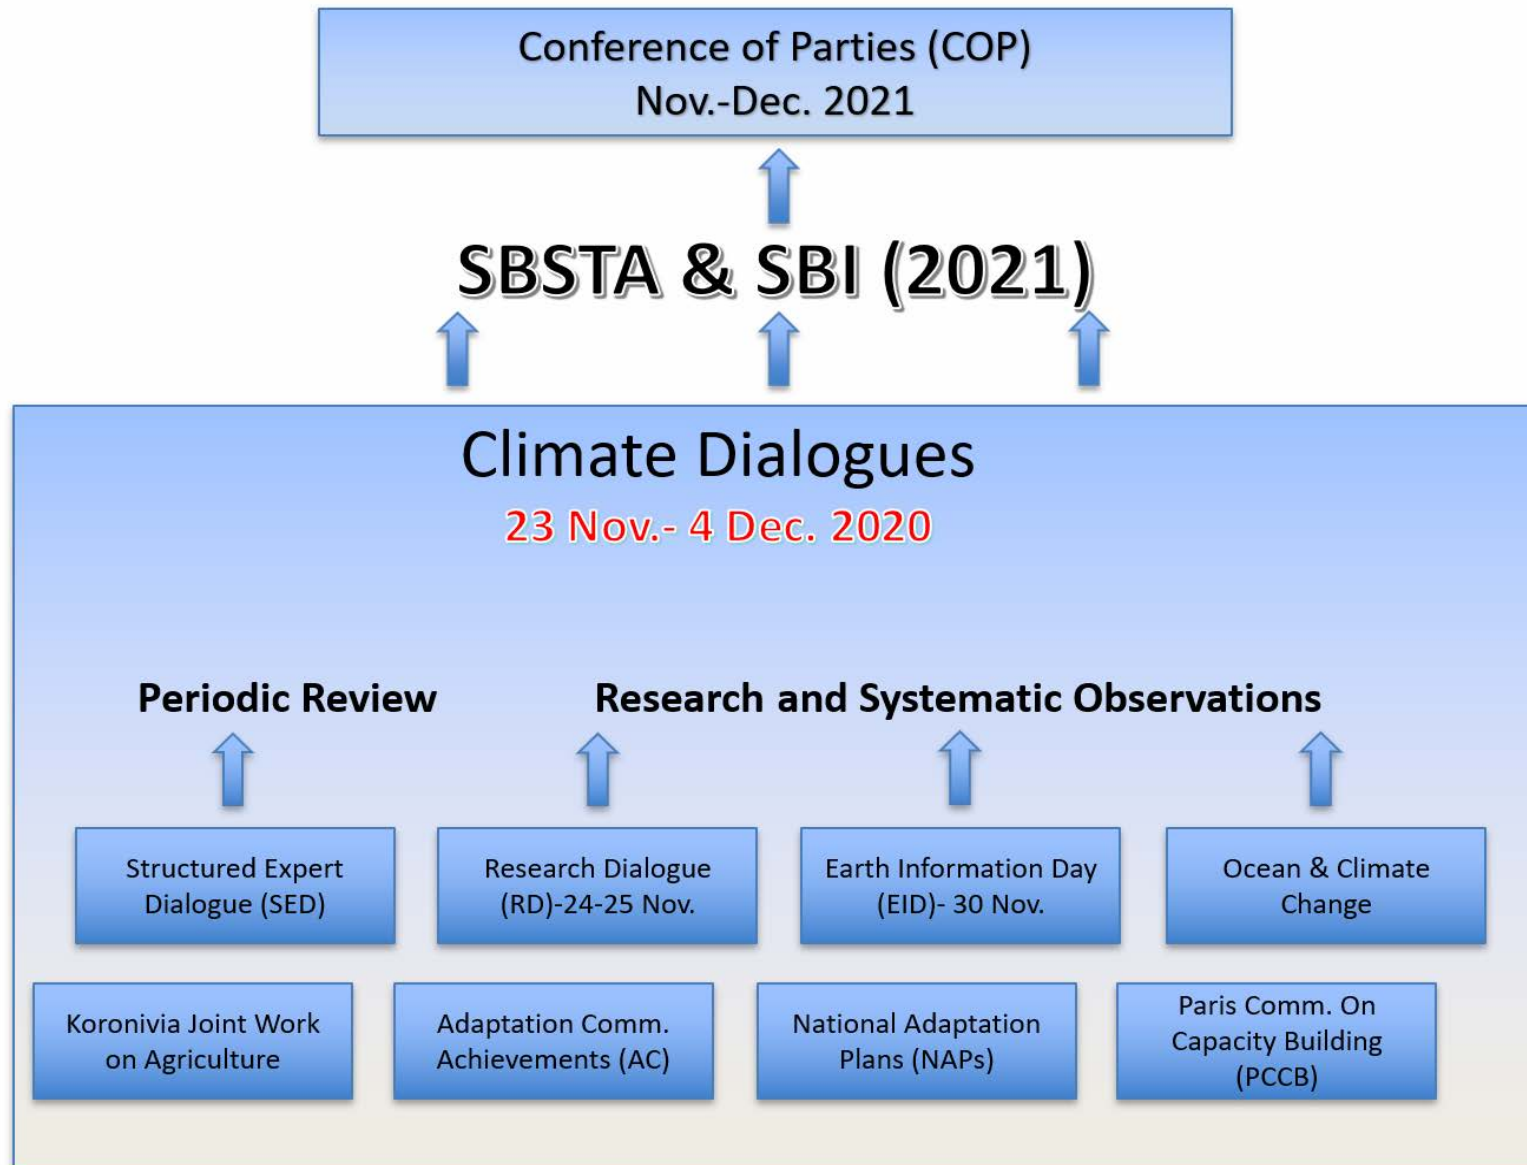 Conference of Parties (COP)
Nov.-Dec. 2021
SBSTA & SBI (2021)
Climate Dialogues
23 Nov.- 4 Dec. 2020
Periodic Review
Research and Systematic Observations
Structured Expert
Dialogue (SED)
Research Dialogue
(RD)-24-25 Nov.
Earth Information Day
(EID)- 30 Nov.
Ocean & Climate
Change
Koronivia Joint Work
on Agriculture
Adaptation Comm.
Achievements (AC)
National Adaptation
Plans (NAPs)
Paris Comm. On
Capacity Building
(PCCB)